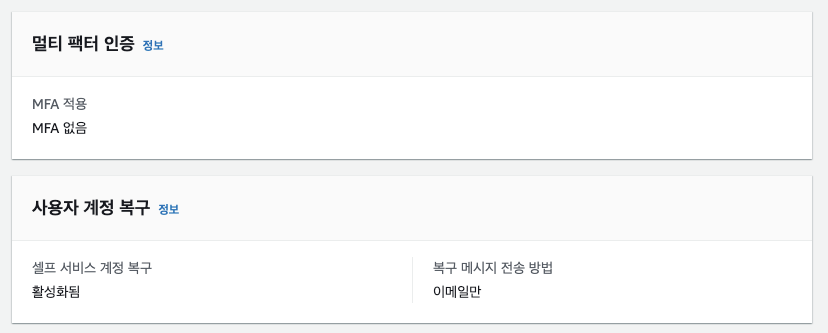 멀티 팩터 인증 정보
MFA 적용
MFA 없음
사용자 계정 복구 정보
셀프 서비스 계정 복구
활성화됨
복구 메시지 전송 방법
이메일만